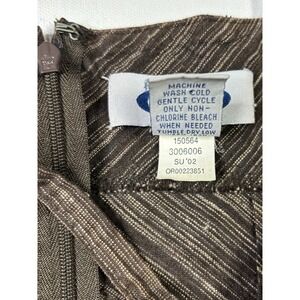 MACHINE
WASH COLD
GENTLE CYCLE
ONLY NON-
CHLORINE BLEACH
WHEN NEEDED
TUMBLE DRY LOW
150564
3006006
SU '02
OR00223851